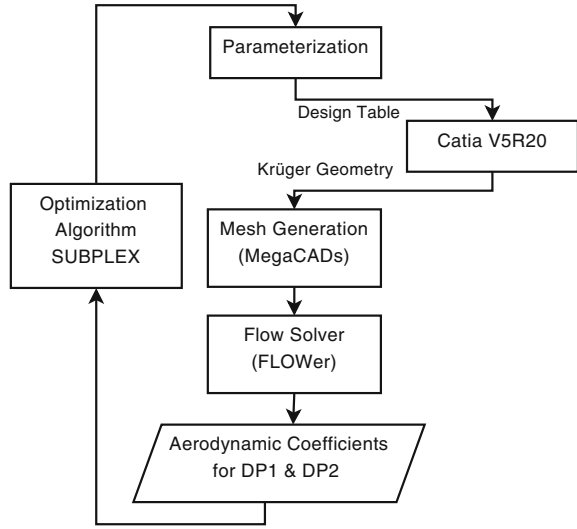 Parameterization
Design Table
Catia V5R20
Krüger Geometry
Optimization
Algorithm
SUBPLEX
Mesh Generation
(MegaCADs)
Flow Solver
(FLOWer)
Aerodynamic Coefficients
for DP1 & DP2